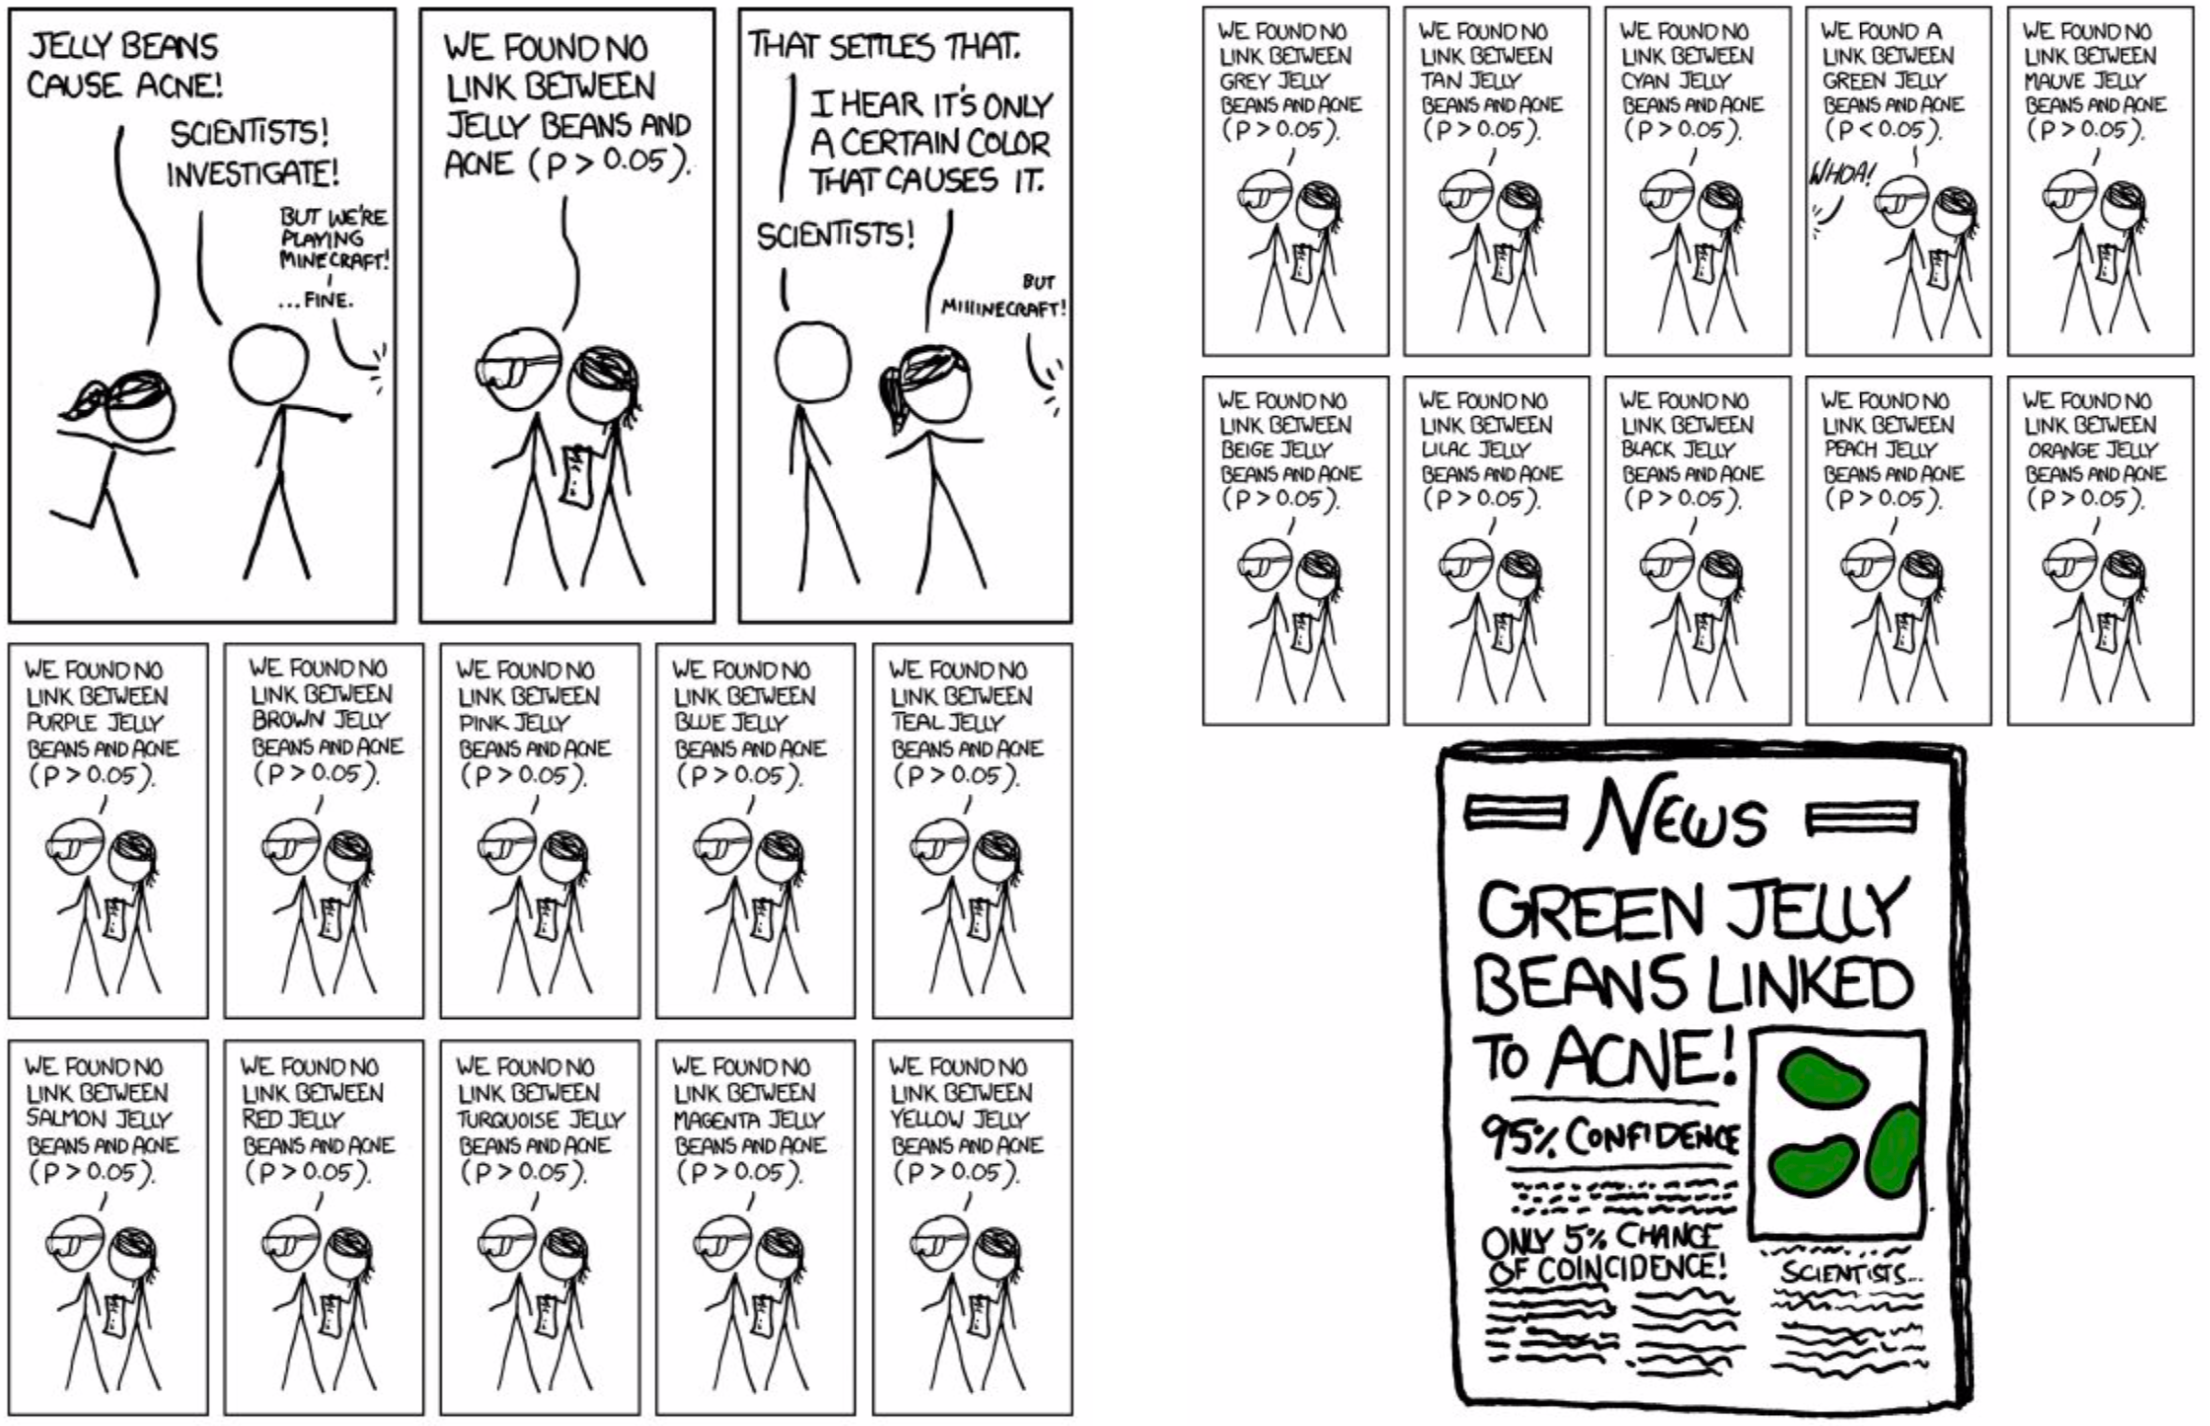 JELLY BEANS
CAUSE ACNE!
SCIENTISTS!
INVESTIGATE!
BUT WE'RE
PLAYING
MINECRAFT!
...FINE.
WE FOUND NO
LINK BETWEEN
JELLY BEANS AND
ACNE (P > 0.05).
THAT SETTLES THAT.
I HEAR IT'S ONLY
A CERTAIN COLOR
THAT CAUSES IT.
SCIENTISTS!
BUT
MIIIINECRAFT!
WE FOUND NO
LINK BETWEEN
PURPLE JELLY
BEANS AND ACNE
(P > 0.05).
WE FOUND NO
LINK BETWEEN
BROWN JELLY
BEANS AND ACNE
(P > 0.05).
WE FOUND NO
LINK BETWEEN
PINK JELLY
BEANS AND ACNE
(P > 0.05).
WE FOUND NO
LINK BETWEEN
BLUE JELLY
BEANS AND ACNE
(P > 0.05).
WE FOUND NO
LINK BETWEEN
TEAL JELLY
BEANS AND ACNE
(P > 0.05).
WE FOUND NO
LINK BETWEEN
SALMON JELLY
BEANS AND ACNE
(P > 0.05).
WE FOUND NO
LINK BETWEEN
RED JELLY
BEANS AND ACNE
(P > 0.05).
WE FOUND NO
LINK BETWEEN
TURQUOISE JELLY
BEANS AND ACNE
(P > 0.05).
WE FOUND NO
LINK BETWEEN
MAGENTA JELLY
BEANS AND ACNE
(P > 0.05).
WE FOUND NO
LINK BETWEEN
YELLOW JELLY
BEANS AND ACNE
(P > 0.05).
WE FOUND NO
LINK BETWEEN
GREY JELLY
BEANS AND ACNE
(P > 0.05).
WE FOUND NO
LINK BETWEEN
TAN JELLY
BEANS AND ACNE
(P > 0.05).
WE FOUND NO
LINK BETWEEN
CYAN JELLY
BEANS AND ACNE
(P > 0.05).
WE FOUND A
LINK BETWEEN
GREEN JELLY
BEANS AND ACNE
(P < 0.05).
WHOA!
WE FOUND NO
LINK BETWEEN
MAUVE JELLY
BEANS AND ACNE
(P > 0.05).
WE FOUND NO
LINK BETWEEN
BEIGE JELLY
BEANS AND ACNE
(P > 0.05).
WE FOUND NO
LINK BETWEEN
LILAC JELLY
BEANS AND ACNE
(P > 0.05).
WE FOUND NO
LINK BETWEEN
BLACK JELLY
BEANS AND ACNE
(P > 0.05).
WE FOUND NO
LINK BETWEEN
PEACH JELLY
BEANS AND ACNE
(P > 0.05).
WE FOUND NO
LINK BETWEEN
ORANGE JELLY
BEANS AND ACNE
(P > 0.05).
NEWS
GREEN JELLY
BEANS LINKED
TO ACNE!
95% CONFIDENCE
ONLY 5% CHANCE
OF COINCIDENCE!
SCIENTISTS...